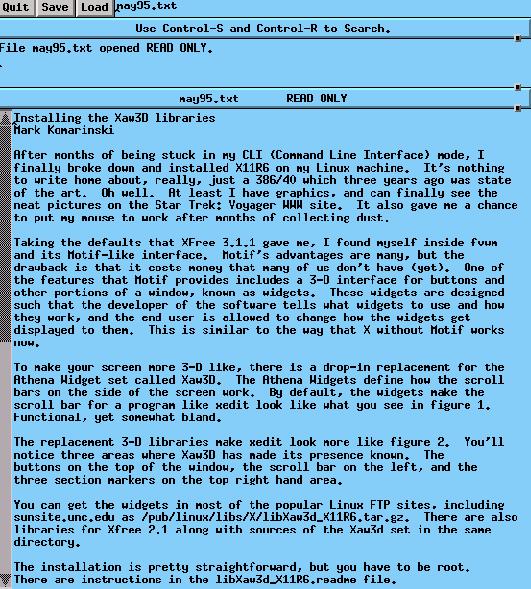 Quit Save Load may95.txt
Use Control-S and Control-R to Search.
File may95.txt opened READ ONLY.
may95.txt READ ONLY
Installing the Xaw3D libraries
Mark Komarinski
After months of being stuck in my CLI (Command Line Interface) mode, I
finally broke down and installed X11R6 on my Linux machine.  It's nothing
to write home about, really, just a 386/40 which three years ago was state
of the art.  Oh well.  At least I have graphics, and can finally see the
neat pictures on the Star Trek: Voyager WWW site.  It also gave me a chance
to put my mouse to work after months of collecting dust.
Taking the defaults that XFree 3.1.1 gave me, I found myself inside fvwm
and its Motif-like interface.  Motif's advantages are many, but the
drawback is that it costs money that many of us don't have (yet).  One of
the features that Motif provides includes a 3-D interface for buttons and
other portions of a window, known as widgets.  These widgets are designed
such that the developer of the software tells what widgets to use and how
they work, and the end user is allowed to change how the widgets get
displayed to them.  This is similar to the way that X without Motif works
now.
To make your screen more 3-D like, there is a drop-in replacement for the
Athena Widget set called Xaw3D.  The Athena Widgets define how the scroll
bars on the side of the screen work.  By default, the widgets make the
scroll bar for a program like xedit look like what you see in figure 1.
Functional, yet somewhat bland.
The replacement 3-D libraries make xedit look more like figure 2.  You'll
notice three areas where Xaw3D has made its presence known.  The
buttons on the top of the window, the scroll bar on the left, and the
three section markers on the top right hand area.
You can get the widgets in most of the popular Linux FTP sites, including
sunsite.unc.edu as /pub/linux/libs/X/libXaw3d_X11R6.tar.gz.  There are also
libraries for Xfree 2.1 along with sources of the Xaw3d set in the same
directory.
The installation is pretty straightforward, but you have to be root.
There are instructions in the libXaw3d_X11R6.readme file.